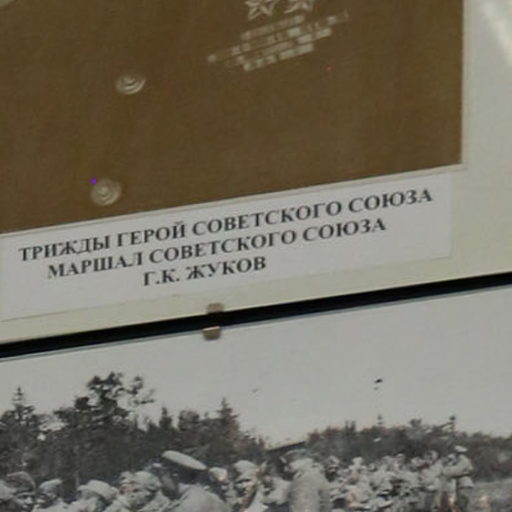 ТРИЖДЫ ГЕРОЙ СОВЕТСКОГО СОЮЗА
МАРШАЛ СОВЕТСКОГО СОЮЗА
Г.К. ЖУКОВ